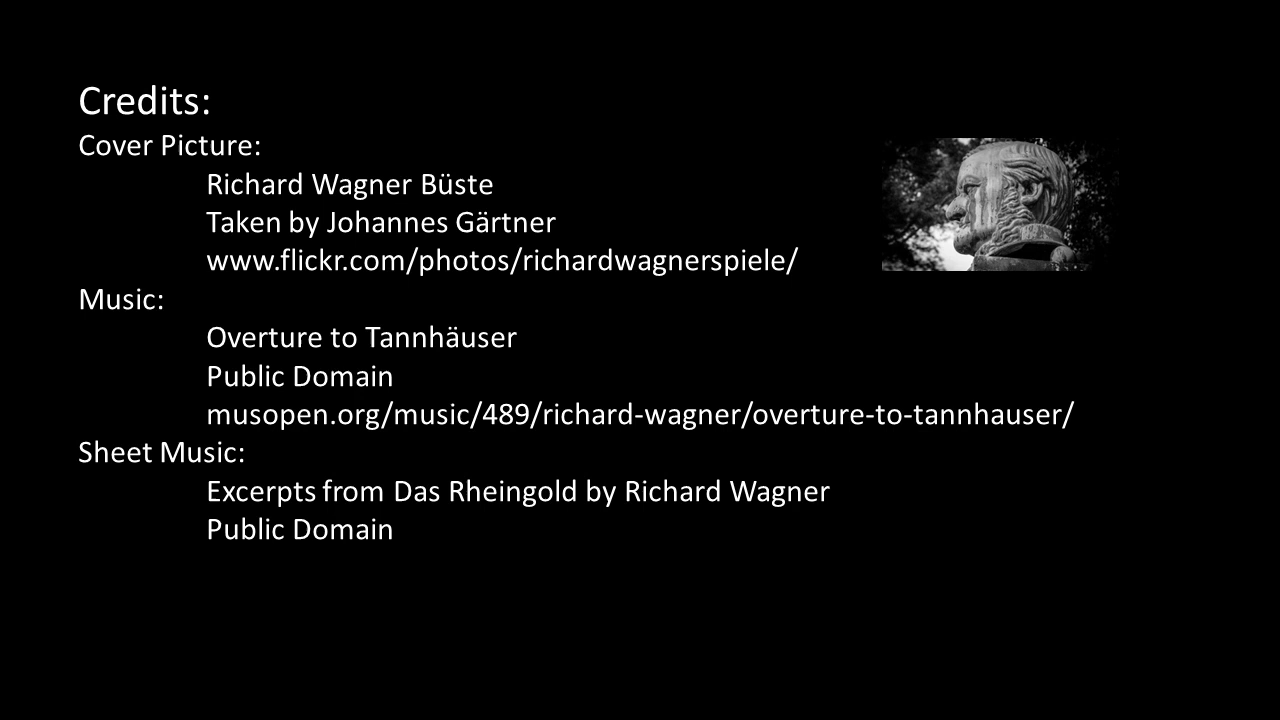 Credits:
Cover Picture:
Richard Wagner Büste
Taken by Johannes Gärtner
www.flickr.com/photos/richardwagnerspiele/
Music:
Overture to Tannhäuser
Public Domain
musopen.org/music/489/richard-wagner/overture-to-tannhauser/
Sheet Music:
Excerpts from Das Rheingold by Richard Wagner
Public Domain